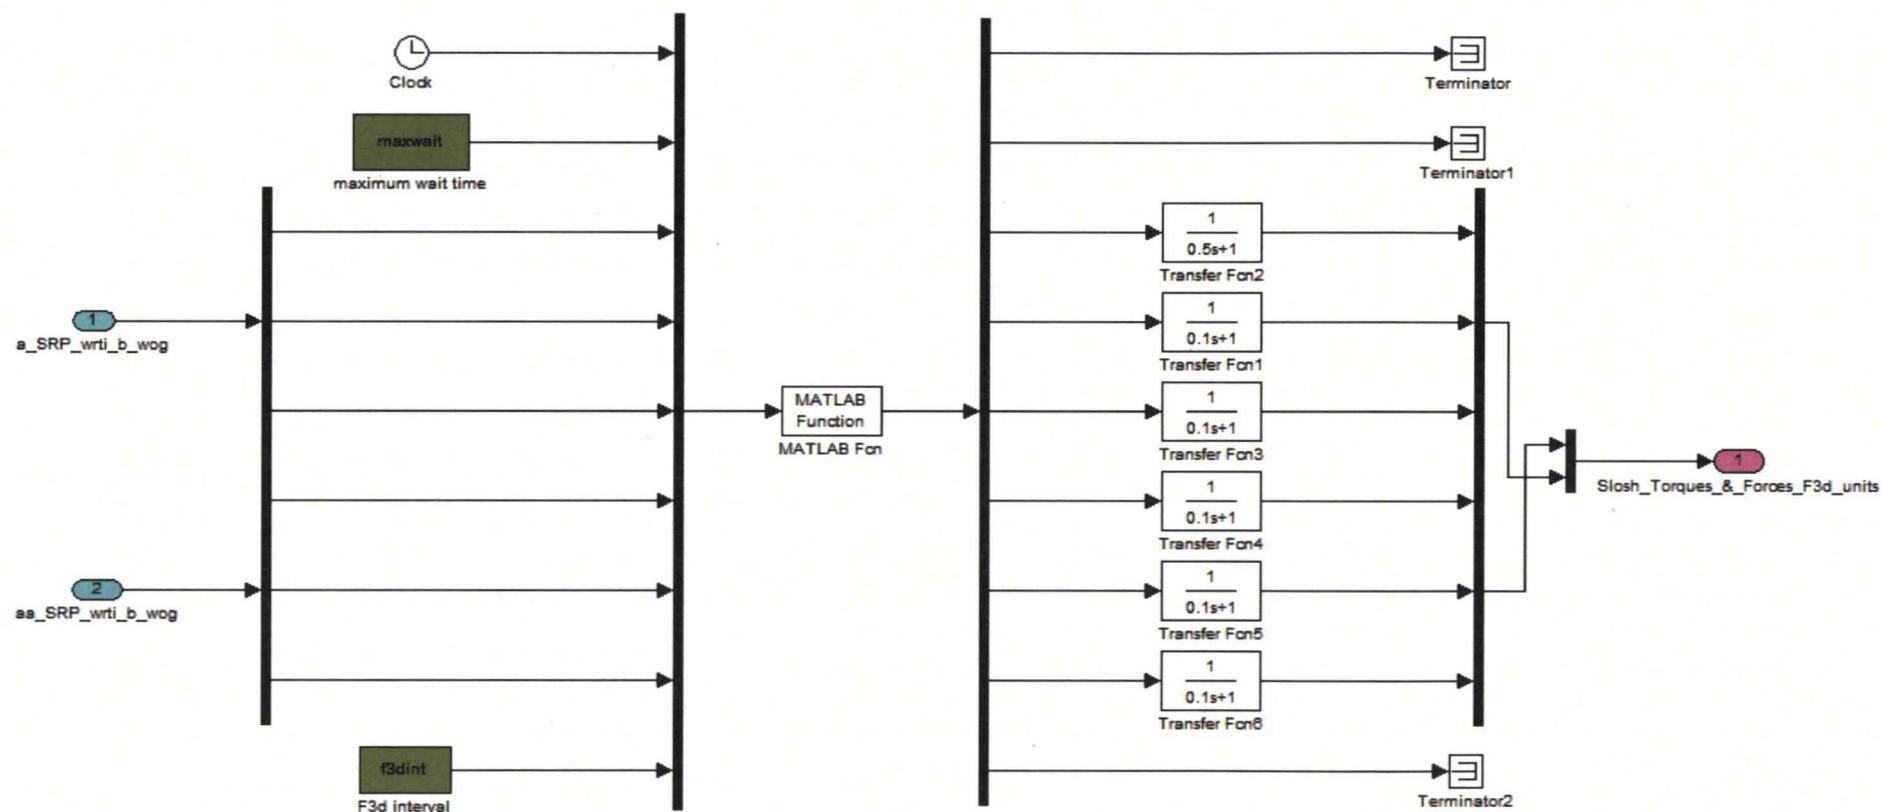 Clock
Terminator
maxwait
maximum wait time
Terminator1
1
0.5s+1
Transfer Fcn2
1
a_SRP_wrti_b_wog
1
0.1s+1
Transfer Fcn1
MATLAB
Function
MATLAB Fcn
1
0.1s+1
Transfer Fcn3
1
Slosh_Torques_&_Forces_F3d_units
1
0.1s+1
Transfer Fcn4
2
aa_SRP_wrti_b_wog
1
0.1s+1
Transfer Fcn5
1
0.1s+1
Transfer Fcn6
f3dint
F3d interval
Terminator2